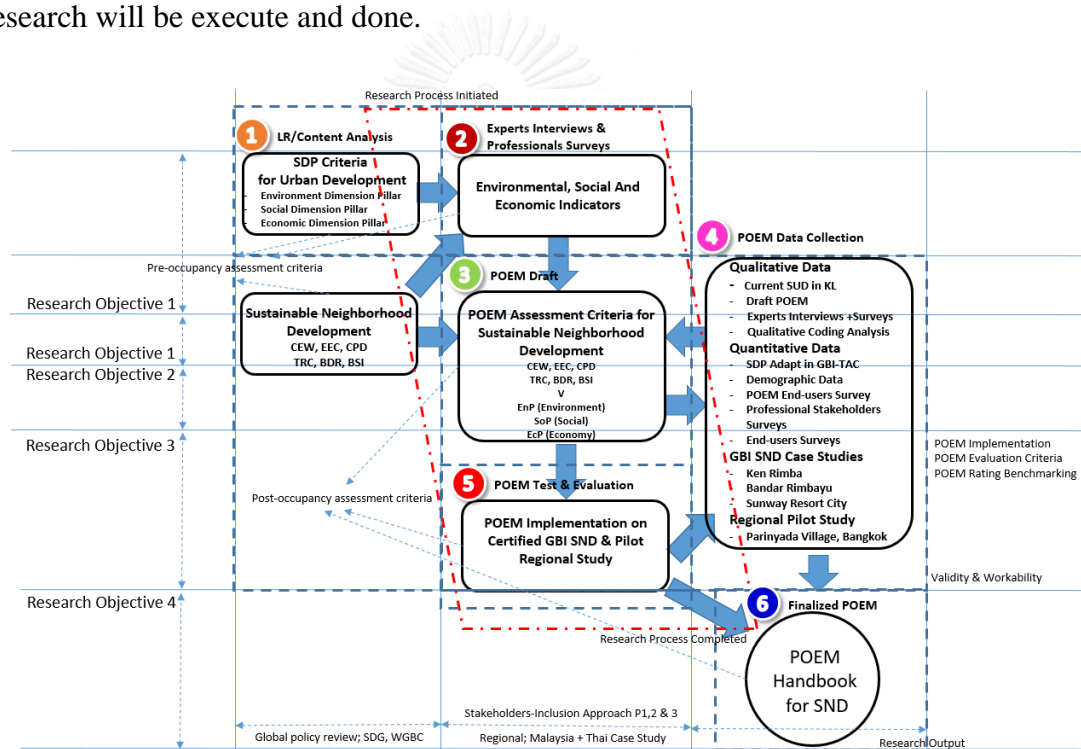 esearch will be execute and done.
Research Process Initiated
1 LR/Content Analysis
SDP Criteria
for Urban Development
- Environment Dimension Pillar
- Social Dimension Pillar
- Economic Dimension Pillar
2 Experts Interviews &
Professionals Surveys
Environmental, Social And
Economic Indicators
Pre-occupancy assessment criteria
Research Objective 1
Research Objective 1
Research Objective 2
Research Objective 3
Research Objective 4
Sustainable Neighborhood
Development
CEW, EEC, CPD
TRC, BDR, BSI
3 POEM Draft
POEM Assessment Criteria for
Sustainable Neighborhood
Development
CEW, EEC, CPD
TRC, BDR, BSI
V
EnP (Environment)
SoP (Social)
EcP (Economy)
4 POEM Data Collection
Qualitative Data
- Current SUD in KL
- Draft POEM
- Experts Interviews +Surveys
- Qualitative Coding Analysis
Quantitative Data
- SDP Adapt in GBI-TAC
- Demographic Data
- POEM End-users Survey
- Professional Stakeholders
Surveys
- End-users Surveys
GBI SND Case Studies
- Ken Rimba
- Bandar Rimbayu
- Sunway Resort City
Regional Pilot Study
- Parinyada Village, Bangkok
POEM Implementation
POEM Evaluation Criteria
POEM Rating Benchmarking
Post-occupancy assessment criteria
5 POEM Test & Evaluation
POEM Implementation on
Certified GBI SND & Pilot
Regional Study
Validity & Workability
6 Finalized POEM
POEM
Handbook
for SND
Research Process Completed
Stakeholders-Inclusion Approach P1,2 & 3
Global policy review; SDG, WGBC
Regional; Malaysia + Thai Case Study
Research Output